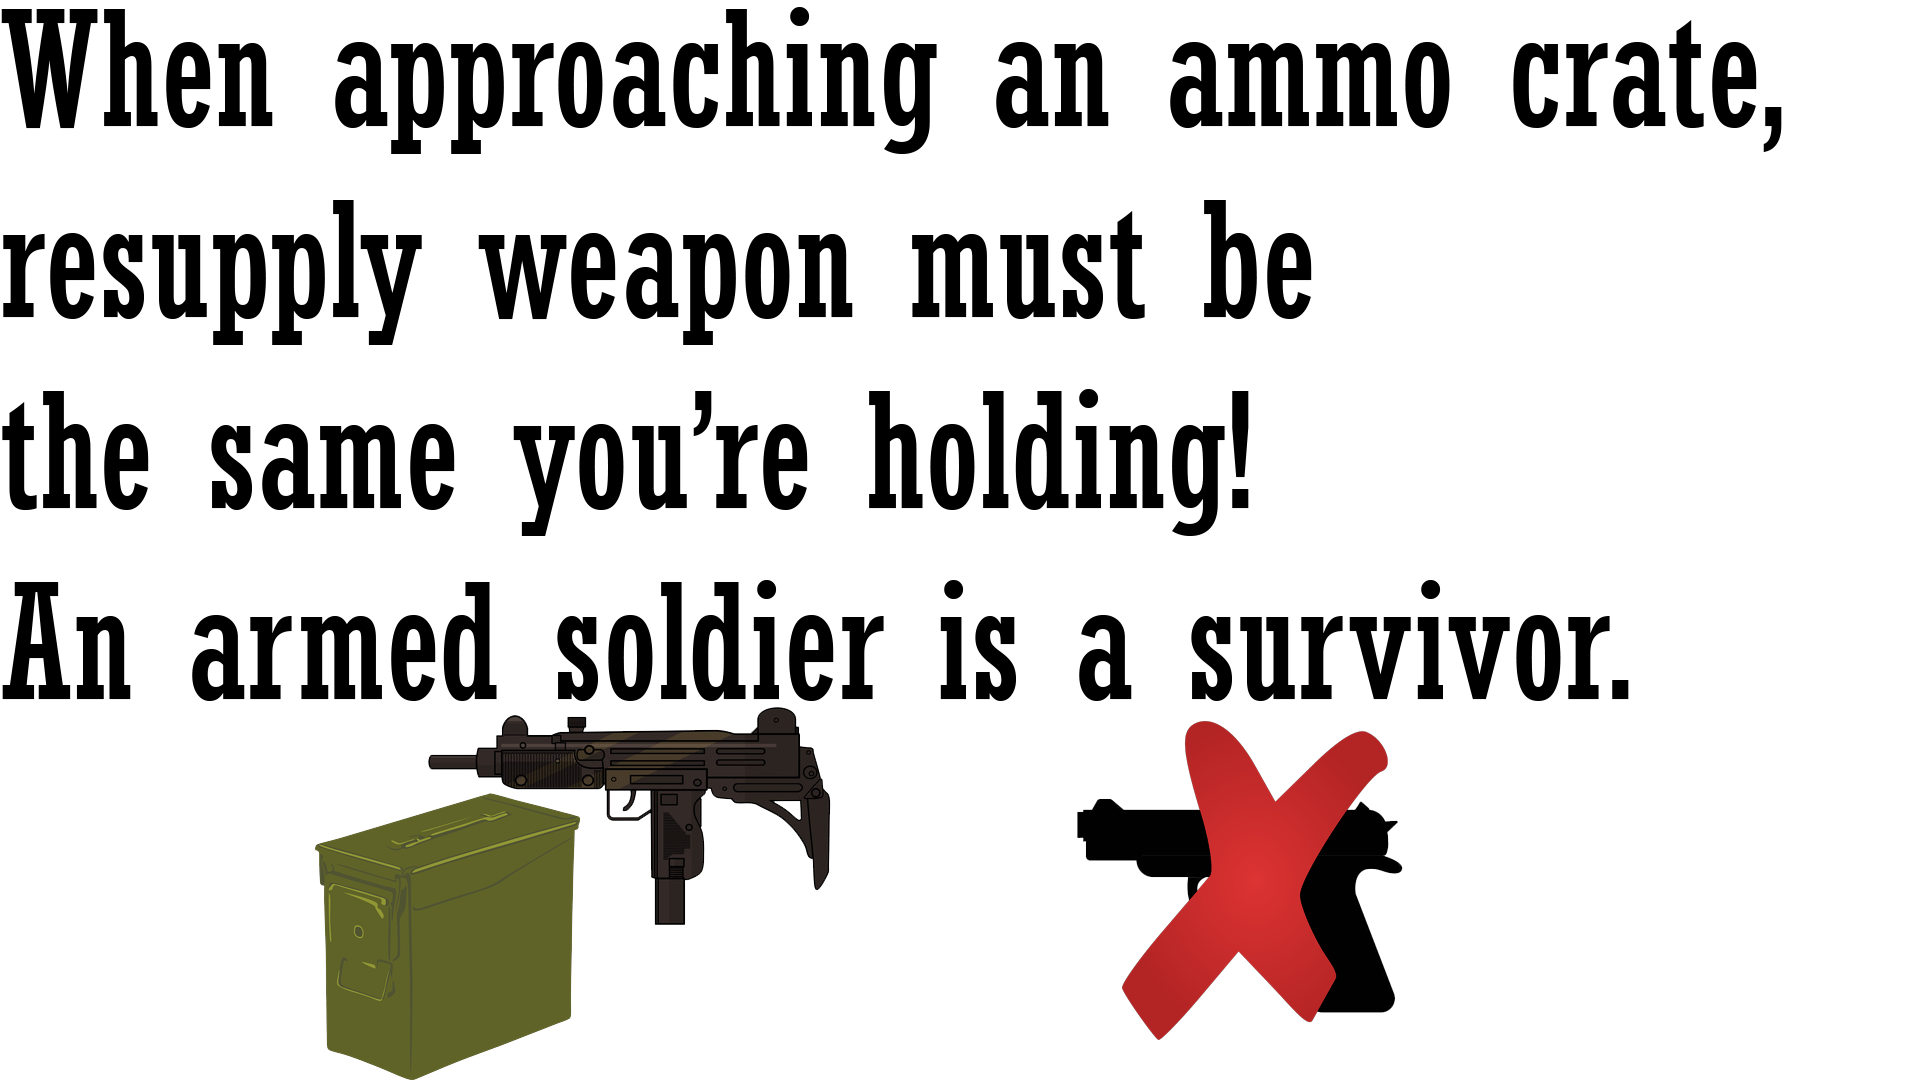 When approaching an ammo crate,
resupply weapon must be
the same you’re holding!
An armed soldier is a survivor.